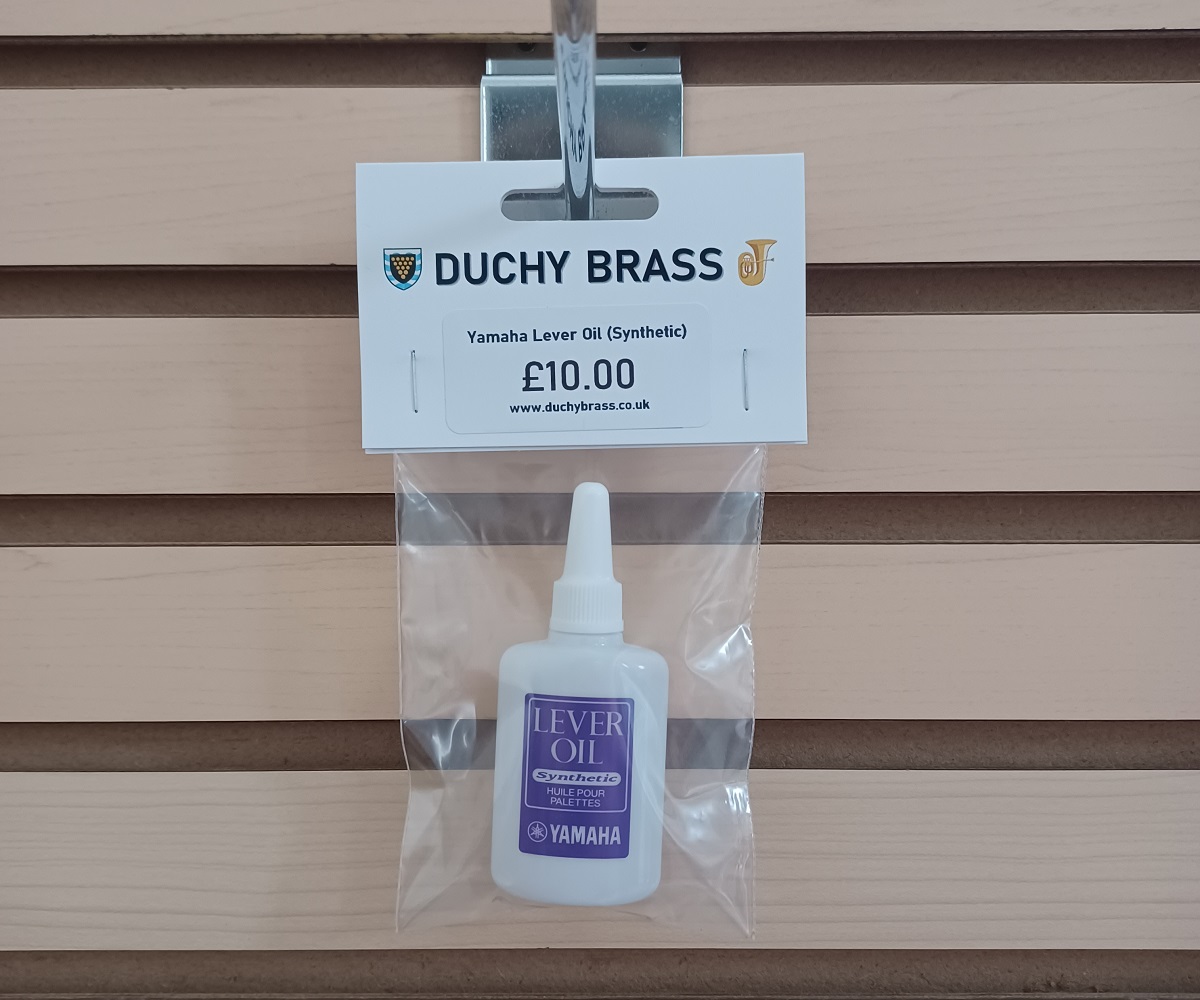 DUCHY BRASS
Yamaha Lever Oil (Synthetic)
£10.00
www.duchybrass.co.uk
LEVER
OIL
Synthetic
HUILE POUR
PALETTES
YAMAHA